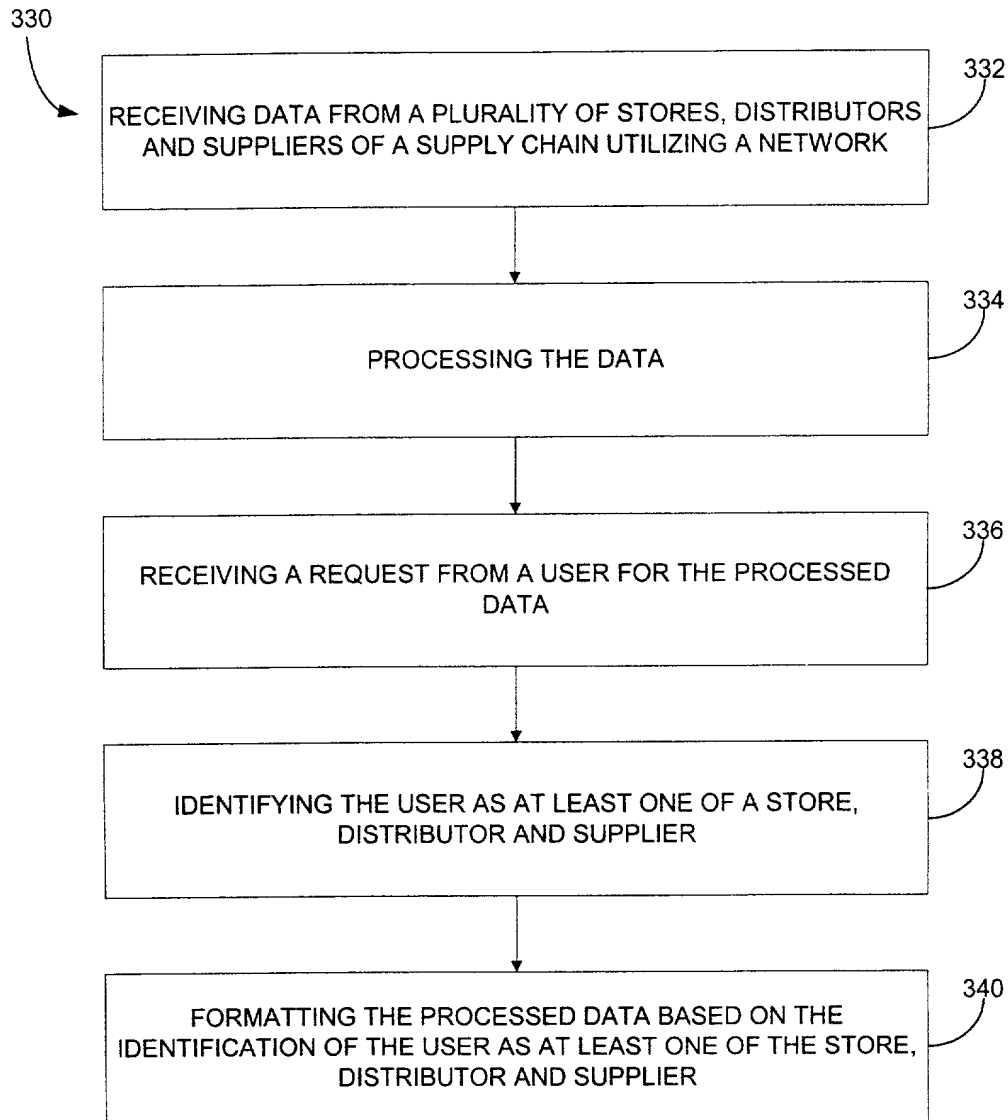 330
332
RECEIVING DATA FROM A PLURALITY OF STORES, DISTRIBUTORS
AND SUPPLIERS OF A SUPPLY CHAIN UTILIZING A NETWORK
334
PROCESSING THE DATA
336
RECEIVING A REQUEST FROM A USER FOR THE PROCESSED
DATA
338
IDENTIFYING THE USER AS AT LEAST ONE OF A STORE,
DISTRIBUTOR AND SUPPLIER
340
FORMATTING THE PROCESSED DATA BASED ON THE
IDENTIFICATION OF THE USER AS AT LEAST ONE OF THE STORE,
DISTRIBUTOR AND SUPPLIER